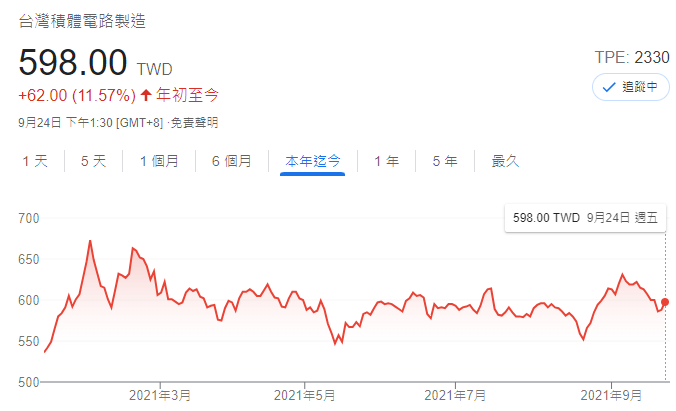 台灣積體電路製造
598.00 TWD
TPE: 2330
+62.00 (11.57%) 年初至今
追蹤中
9月24日 下午1:30 [GMT+8] ·免責聲明
1 天 5 天 1 個月 6 個月 本年迄今 1 年 5 年 最久
598.00 TWD 9月24日 週五
700
650
600
550
500
2021年3月 2021年5月 2021年7月 2021年9月